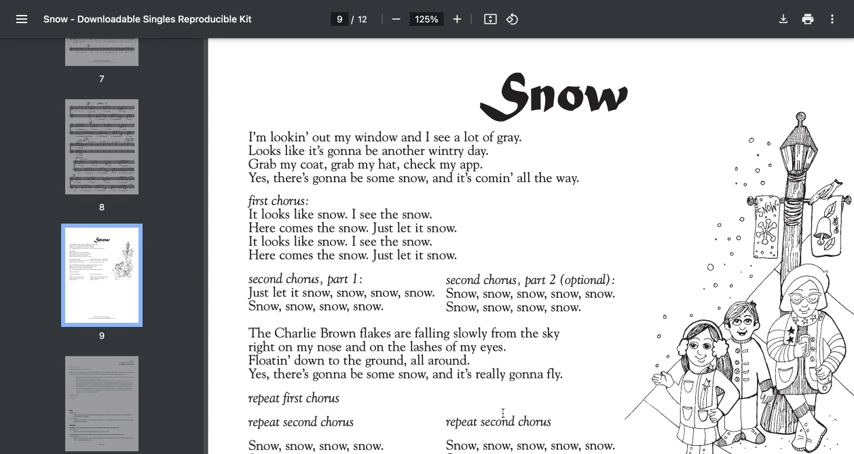 Snow - Downloadable Singles Reproducible Kit
9 / 12
125%
7
8
9
Snow
I'm lookin' out my window and I see a lot of gray.
Looks like it's gonna be another wintry day.
Grab my coat, grab my hat, check my app.
Yes, there's gonna be some snow, and it's comin' all the way.
first chorus:
It looks like snow. I see the snow.
Here comes the snow. Just let it snow.
It looks like snow. I see the snow.
Here comes the snow. Just let it snow.
second chorus, part 1:
Just let it snow, snow, snow, snow.
Snow, snow, snow, snow.
second chorus, part 2 (optional):
Snow, snow, snow, snow, snow.
Snow, snow, snow, snow.
The Charlie Brown flakes are falling slowly from the sky
right on my nose and on the lashes of my eyes.
Floatin' down to the ground, all around.
Yes, there's gonna be some snow, and it's really gonna fly.
repeat first chorus
repeat second chorus
repeat second chorus
Snow, snow, snow, snow.
Snow, snow, snow, snow, snow.
SNOW